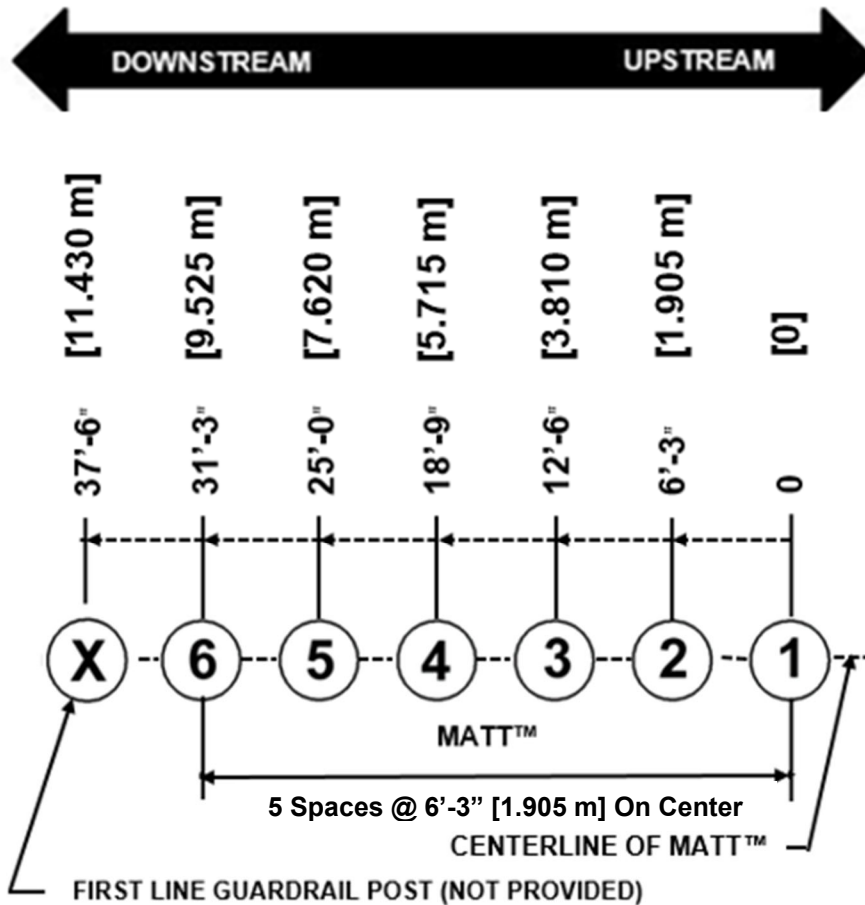 DOWNSTREAM UPSTREAM
[11.430 m] [9.525 m] [7.620 m] [5.715 m] [3.810 m] [1.905 m] [0]
37'-6" 31'-3" 25'-0" 18'-9" 12'-6" 6'-3" 0
X 6 5 4 3 2 1
MATT™
5 Spaces @ 6’-3” [1.905 m] On Center
CENTERLINE OF MATT™
FIRST LINE GUARDRAIL POST (NOT PROVIDED)